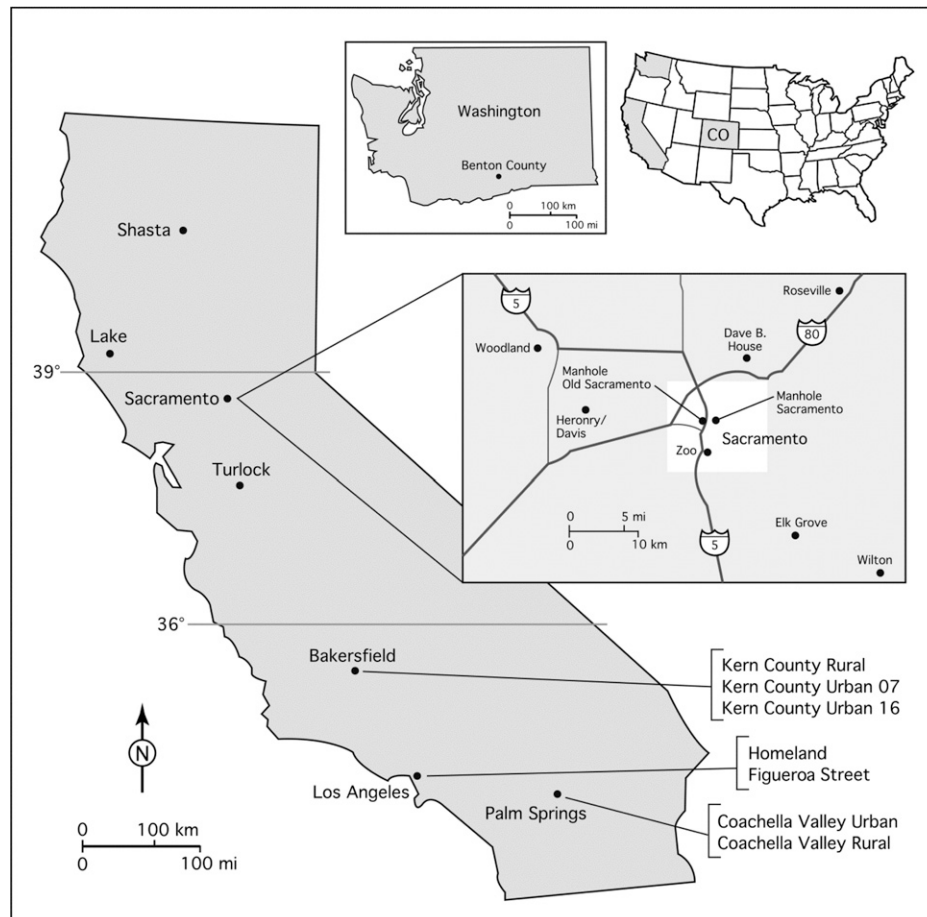 Washington
Benton County
0 100 km
0 100 mi
CO
Shasta
Lake
39°
Sacramento
Turlock
5
Roseville
80
Woodland
Dave B.
House
Manhole
Old Sacramento
Manhole
Sacramento
Heronry/
Davis
Sacramento
Zoo
0 5 mi
0 10 km
5
Elk Grove
Wilton
36°
Bakersfield
Kern County Rural
Kern County Urban 07
Kern County Urban 16
N
Los Angeles
Homeland
Figueroa Street
Palm Springs
Coachella Valley Urban
Coachella Valley Rural
0 100 km
0 100 mi